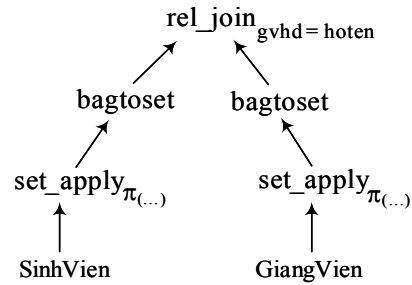 rel_join gvhd = hoten
bagtoset bagtoset
set_apply π(...) set_apply π(...)
SinhVien GiangVien